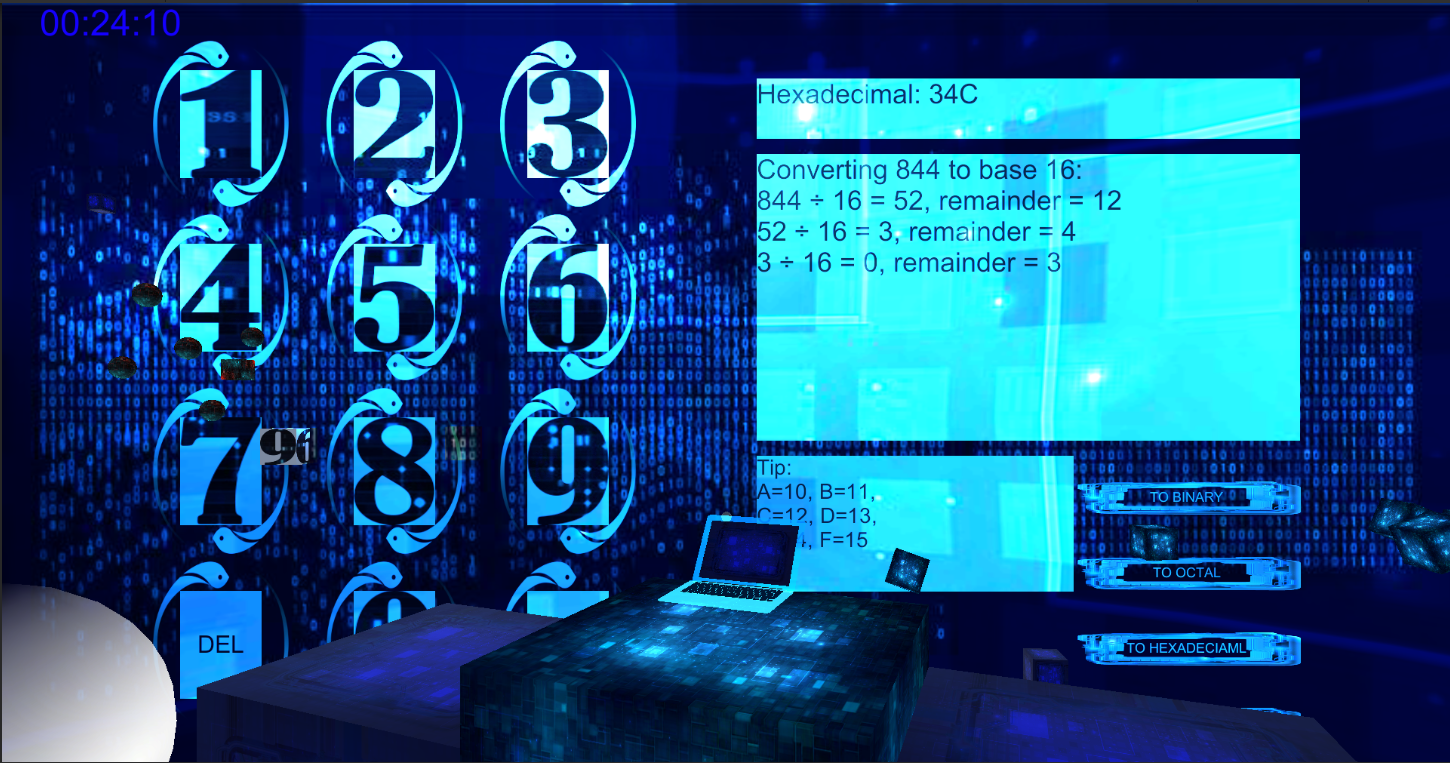 00:24:10
1 2 3
4 5 6
7 96 8 9
DEL 0
Hexadecimal: 34C
Converting 844 to base 16:
844 ÷ 16 = 52, remainder = 12
52 ÷ 16 = 3, remainder = 4
3 ÷ 16 = 0, remainder = 3
Tip:
A=10, B=11,
C=12, D=13,
, F=15
TO BINARY
TO OCTAL
TO HEXADECIAML